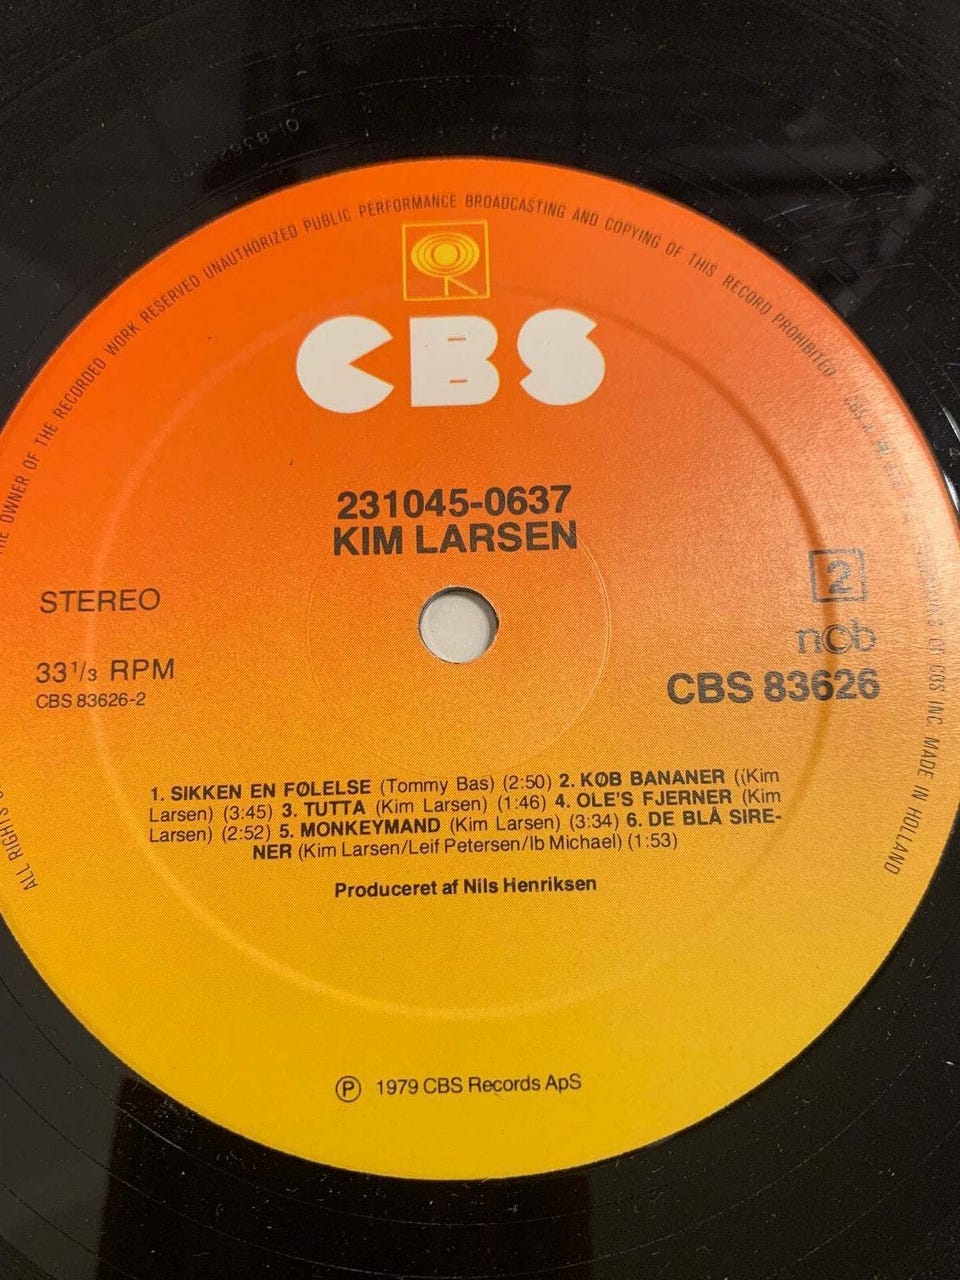 ALL RIGHTS
THE OWNER OF THE RECORDED WORK RESERVED UNAUTHORIZED PUBLIC PERFORMANCE BROADCASTING AND COPYING OF THIS RECORD PROHIBITED
OF CBS INC. MADE IN HOLLAND
CBS
231045-0637
KIM LARSEN
STEREO
2
33 1/3 RPM
ncb
CBS 83626-2
CBS 83626
1. SIKKEN EN FØLELSE (Tommy Bas) (2:50) 2. KØB BANANER ((Kim
Larsen) (3:45) 3. TUTTA (Kim Larsen) (1:46) 4. OLE'S FJERNER (Kim
Larsen) (2:52) 5. MONKEYMAND (Kim Larsen) (3:34) 6. DE BLÅ SIRE-
NER (Kim Larsen/Leif Petersen/Ib Michael) (1:53)
Produceret af Nils Henriksen
Ⓟ 1979 CBS Records ApS